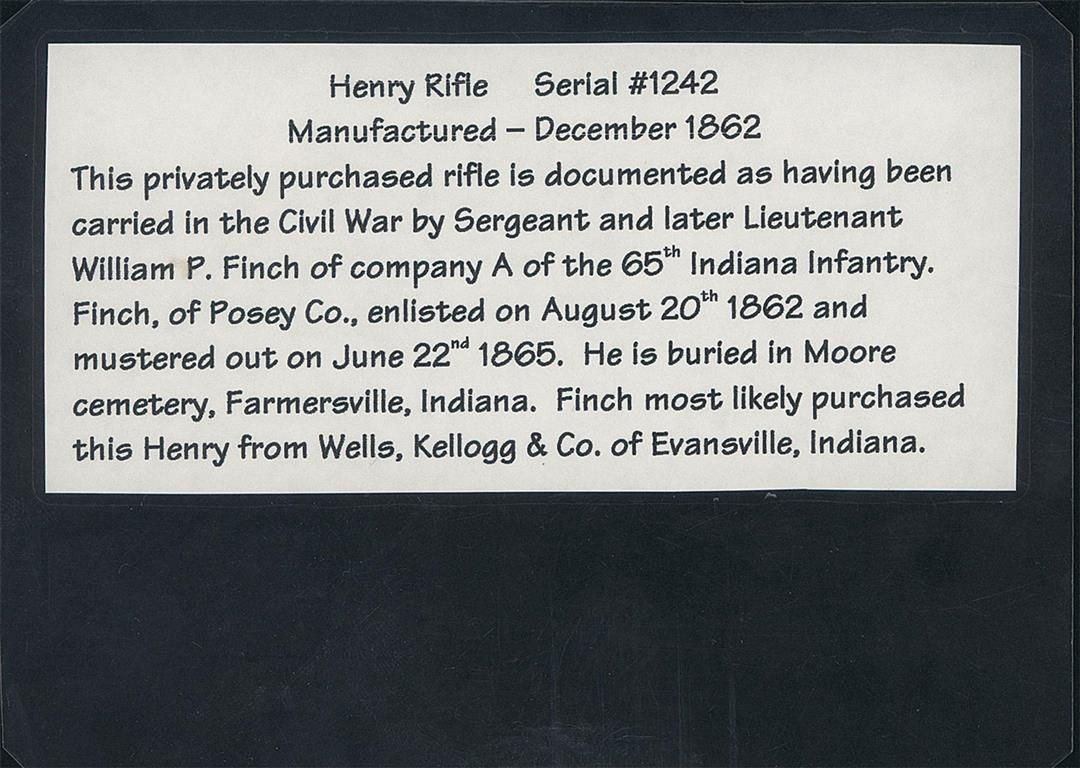 Henry Rifle Serial #1242
Manufactured – December 1862
This privately purchased rifle is documented as having been
carried in the Civil War by Sergeant and later Lieutenant
William P. Finch of company A of the 65th Indiana Infantry.
Finch, of Posey Co., enlisted on August 20th 1862 and
mustered out on June 22nd 1865. He is buried in Moore
cemetery, Farmersville, Indiana. Finch most likely purchased
this Henry from Wells, Kellogg & Co. of Evansville, Indiana.